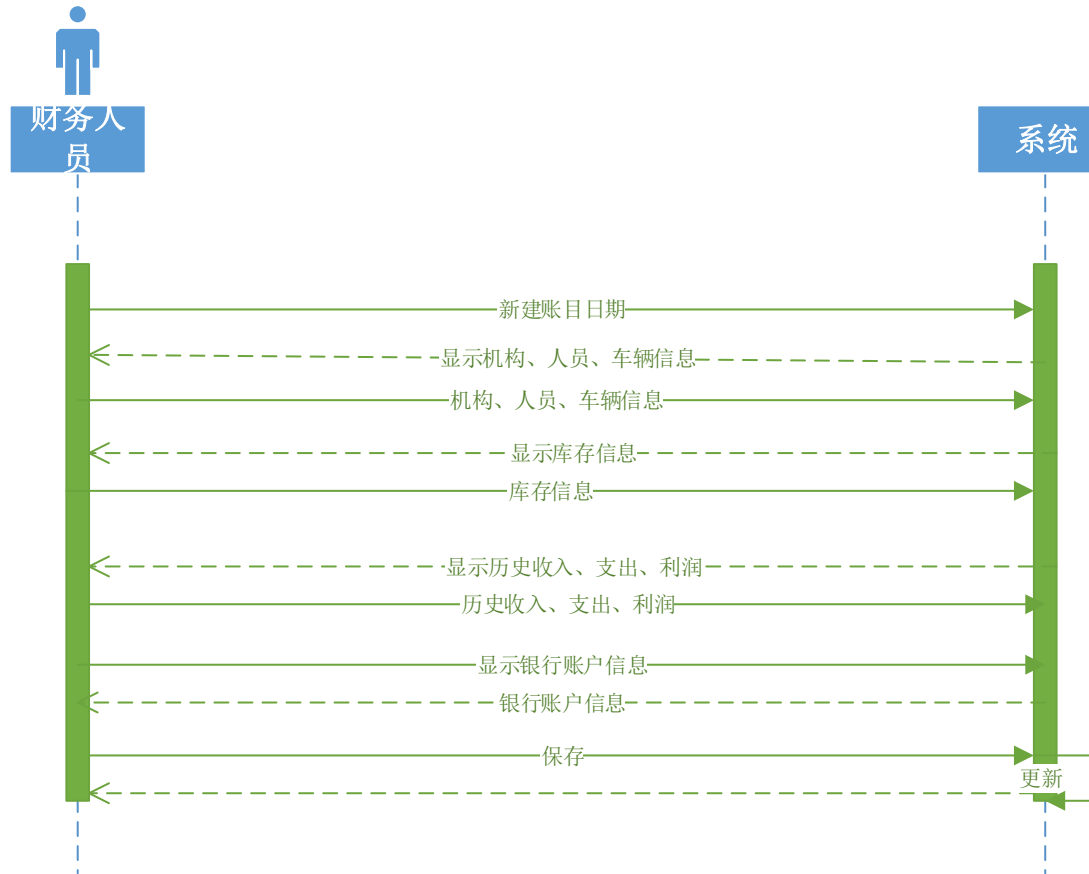 财务人
员
系统
新建账目日期
显示机构、人员、车辆信息
机构、人员、车辆信息
显示库存信息
库存信息
显示历史收入、支出、利润
历史收入、支出、利润
显示银行账户信息
银行账户信息
保存
更新